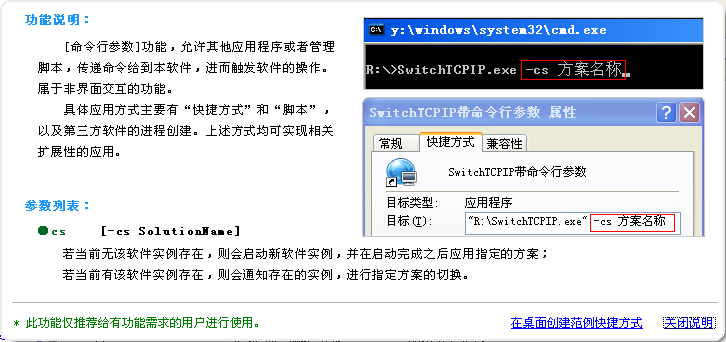 功能说明：
[命令行参数]功能，允许其他应用程序或者管理
脚本，传递命令给到本软件，进而触发软件的操作。
属于非界面交互的功能。
具体应用方式主要有“快捷方式”和“脚本”，
以及第三方软件的进程创建。上述方式均可实现相关
扩展性的应用。
y:\windows\system32\cmd.exe
R:\>SwitchTCPIP.exe -cs 方案名称
SwitchTCPIP带命令行参数 属性
常规 快捷方式 兼容性
SwitchTCPIP带命令行参数
目标类型: 应用程序
目标(T): "R:\SwitchTCPIP.exe" -cs 方案名称
参数列表：
cs [-cs SolutionName]
若当前无该软件实例存在，则会启动新软件实例，并在启动完成之后应用指定的方案；
若当前有该软件实例存在，则会通知存在的实例，进行指定方案的切换。
* 此功能仅推荐给有功能需求的用户进行使用。 在桌面创建范例快捷方式 关闭说明